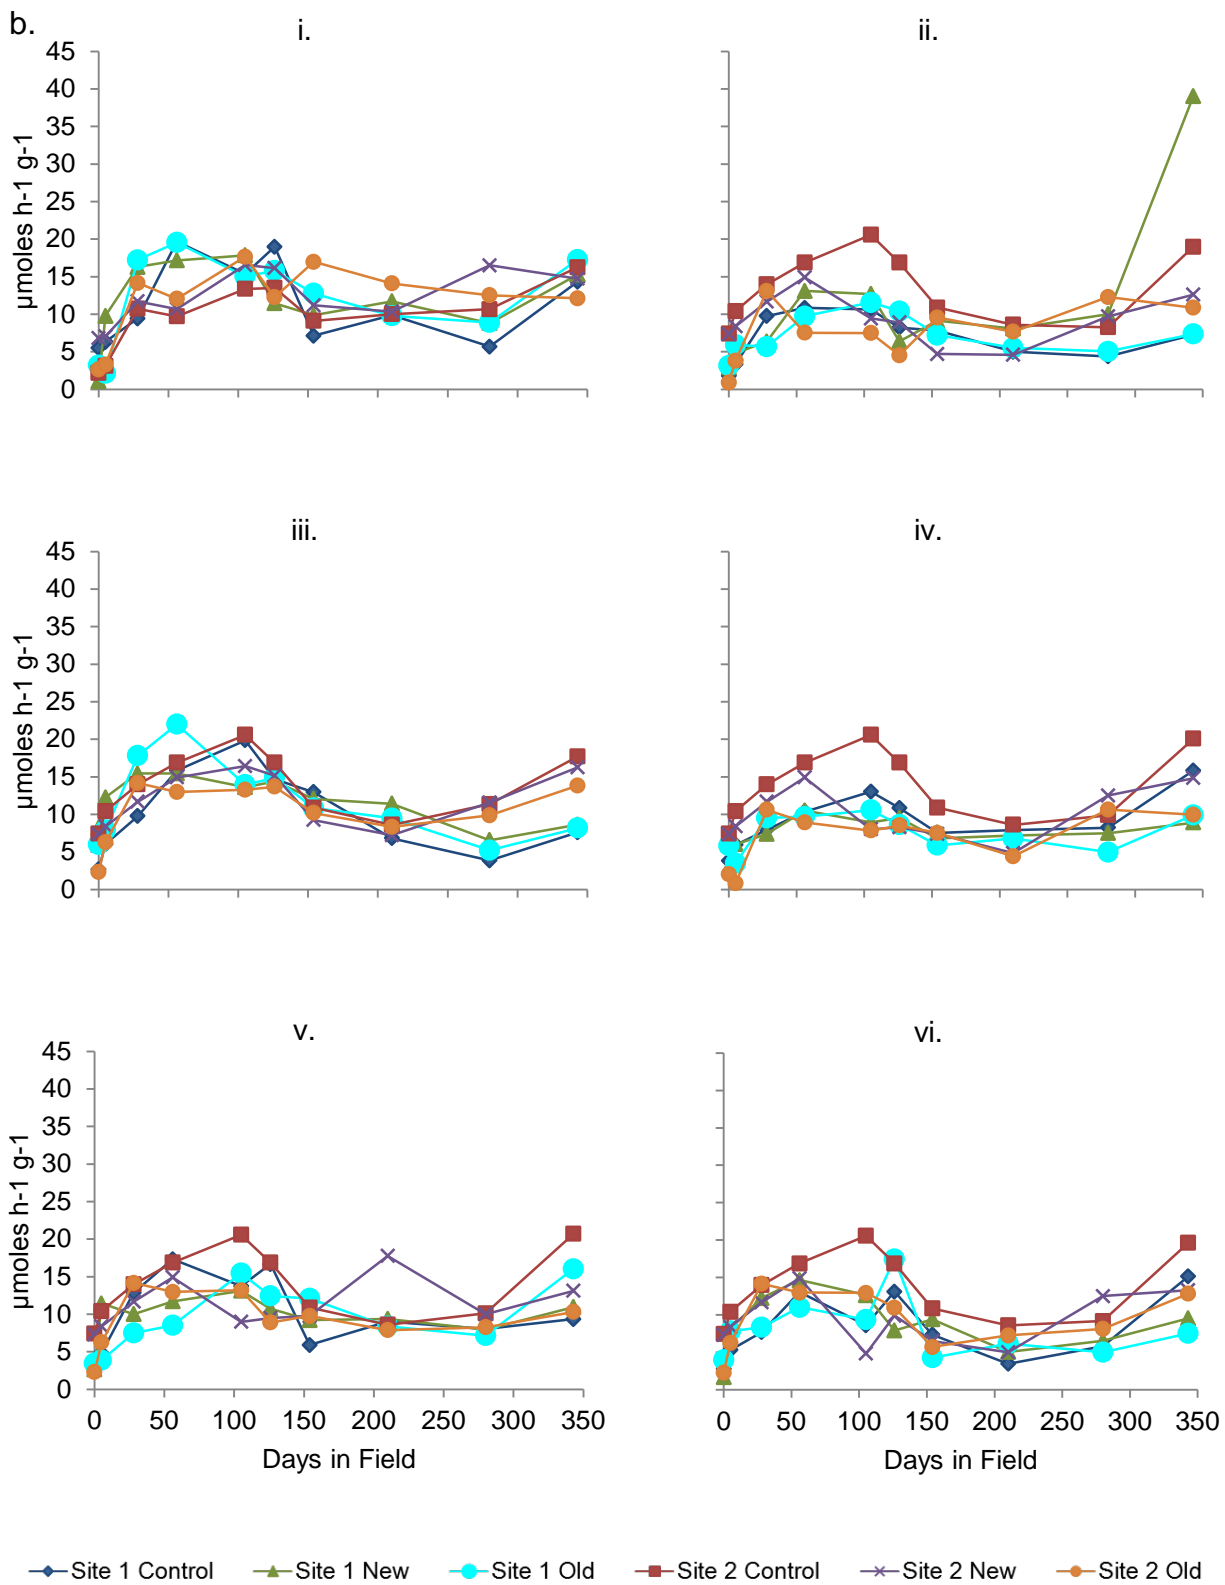 b.
i.
ii.
45
40
35
30
25
20
15
10
5
0
µmoles h-1 g-1
iii.
iv.
45
40
35
30
25
20
15
10
5
0
µmoles h-1 g-1
v.
vi.
45
40
35
30
25
20
15
10
5
0
µmoles h-1 g-1
0 50 100 150 200 250 300 350
0 50 100 150 200 250 300 350
Days in Field
Days in Field
Site 1 Control Site 1 New Site 1 Old Site 2 Control Site 2 New Site 2 Old